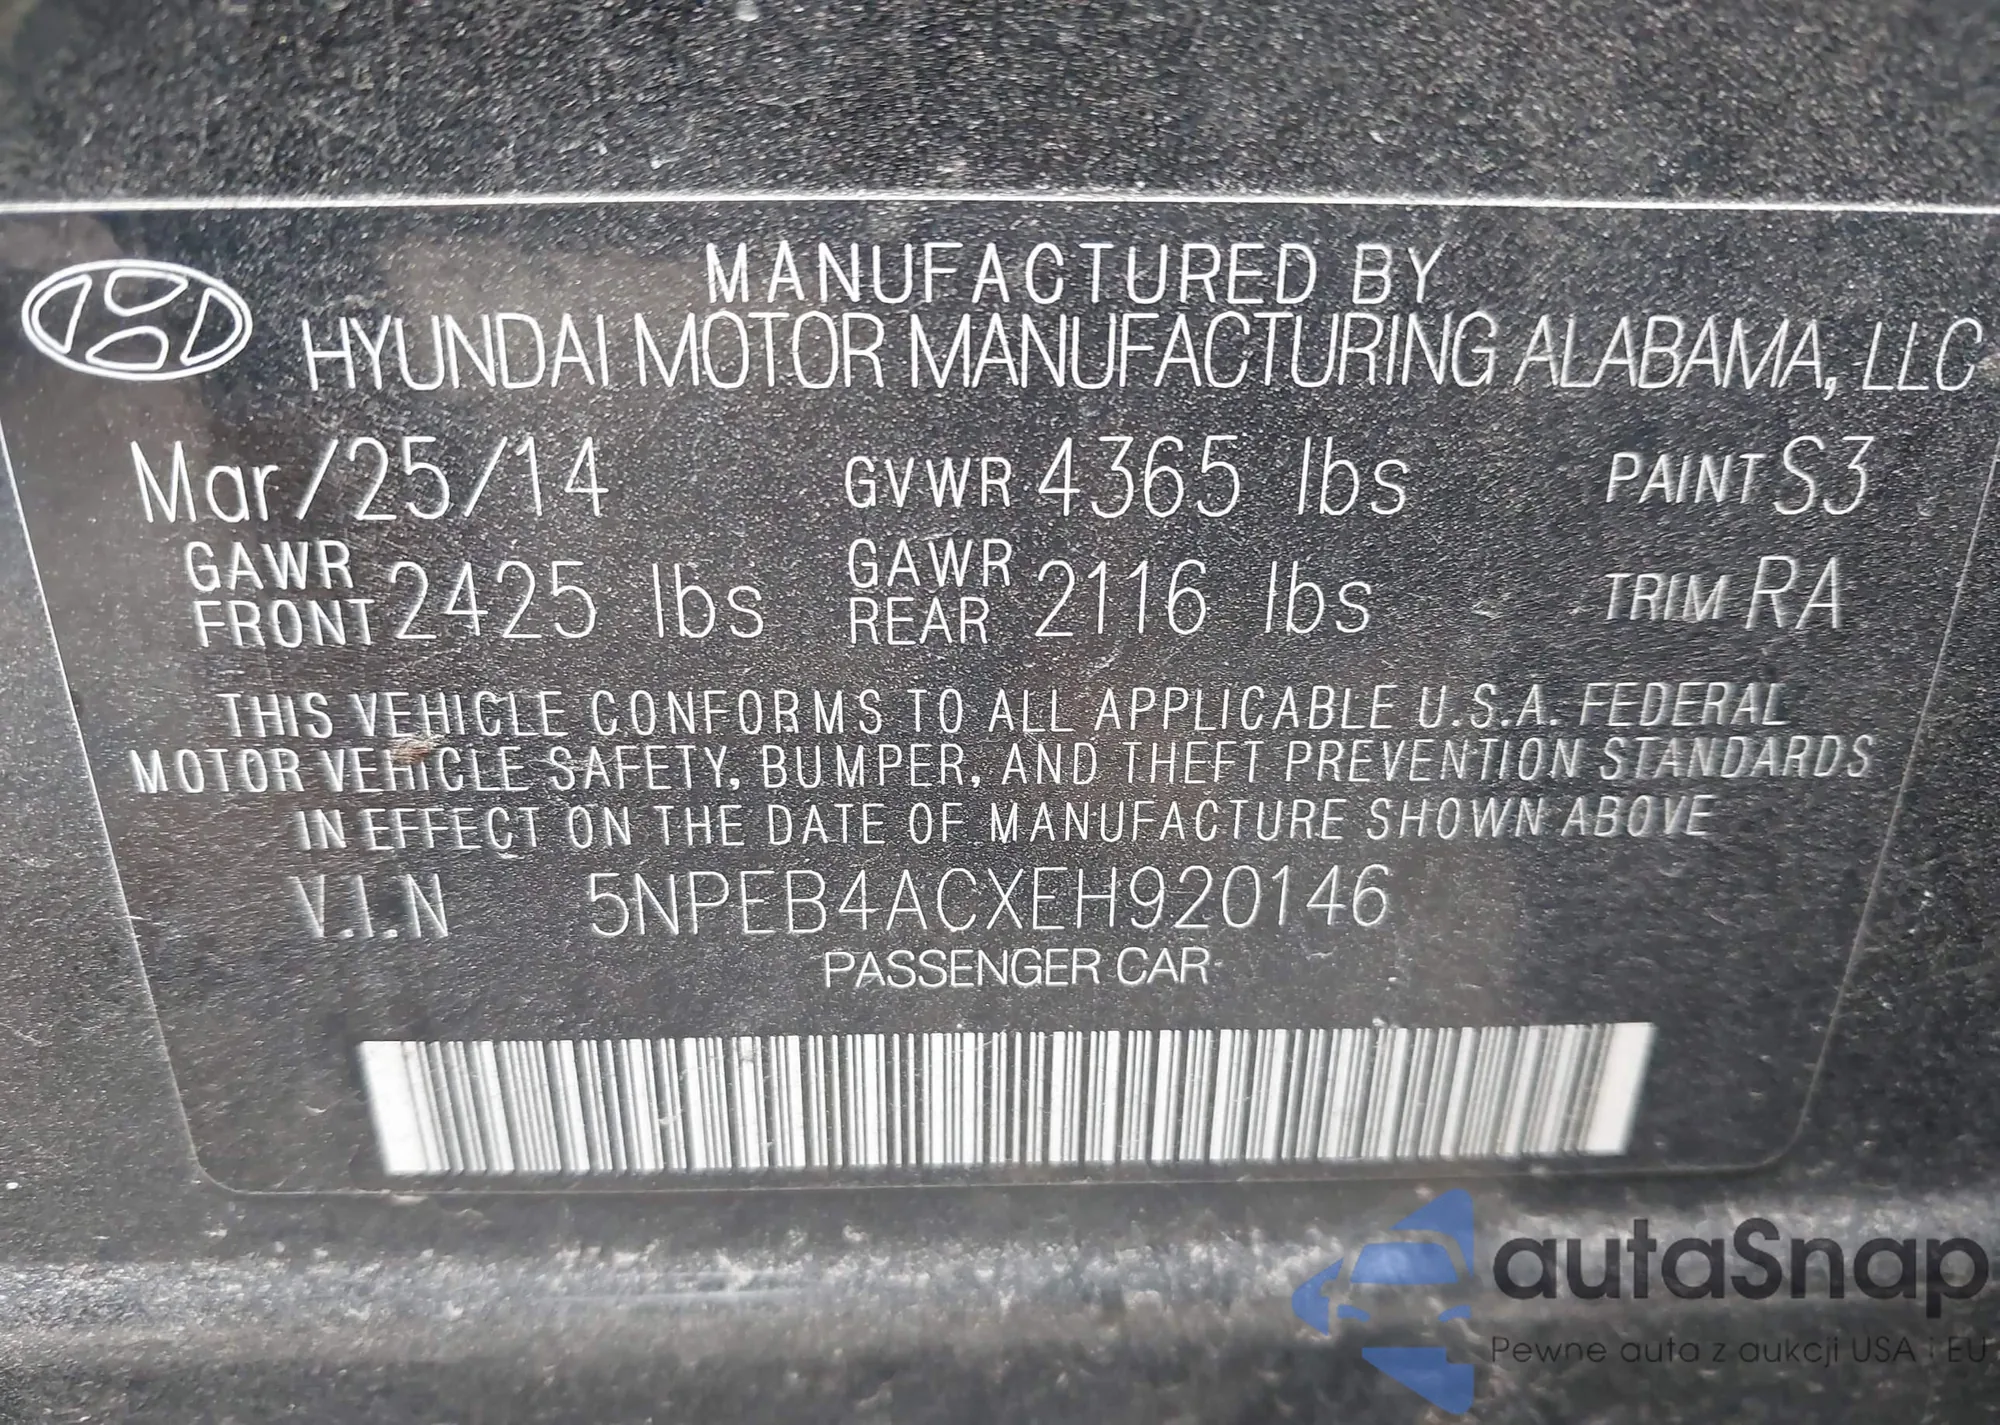 MANUFACTURED BY
HYUNDAI MOTOR MANUFACTURING ALABAMA, LLC
Mar/25/14 GVWR 4365 lbs PAINT S3
GAWR FRONT 2425 lbs GAWR REAR 2116 lbs TRIM RA
THIS VEHICLE CONFORMS TO ALL APPLICABLE U.S.A. FEDERAL
MOTOR VEHICLE SAFETY, BUMPER, AND THEFT PREVENTION STANDARDS
IN EFFECT ON THE DATE OF MANUFACTURE SHOWN ABOVE
V.I.N 5NPEB4ACXEH920146
PASSENGER CAR
autaSnap
Pewne auta z aukcji USA i EU